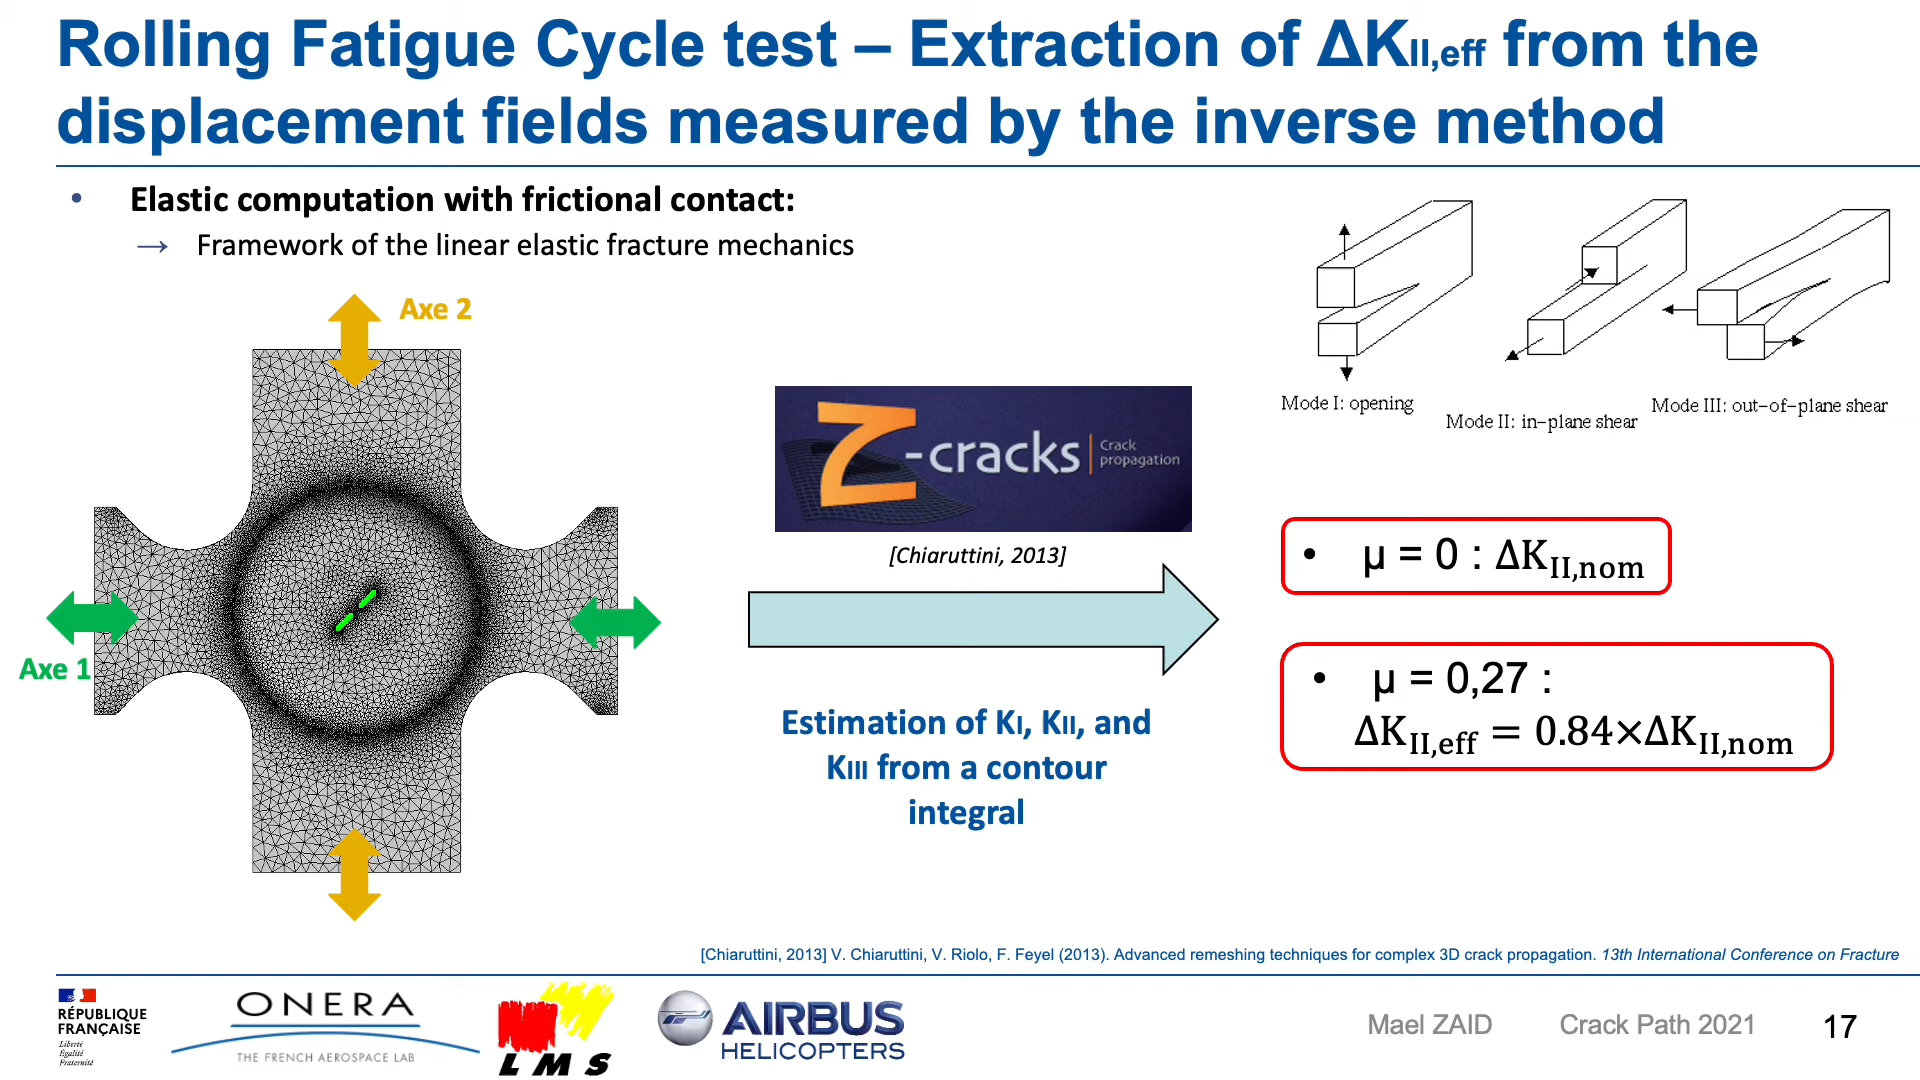 Rolling Fatigue Cycle test – Extraction of ΔKII,eff from the
displacement fields measured by the inverse method
• Elastic computation with frictional contact:
→ Framework of the linear elastic fracture mechanics
Axe 2
Axe 1
Z-cracks | Crack propagation
[Chiaruttini, 2013]
Estimation of KI, KII, and
KIII from a contour
integral
Mode I: opening
Mode II: in-plane shear
Mode III: out-of-plane shear
• μ = 0 : ΔKII,nom
• μ = 0,27 :
ΔKII,eff = 0.84×ΔKII,nom
[Chiaruttini, 2013] V. Chiaruttini, V. Riolo, F. Feyel (2013). Advanced remeshing techniques for complex 3D crack propagation. 13th International Conference on Fracture
RÉPUBLIQUE
FRANÇAISE
Liberté
Égalité
Fraternité
ONERA
THE FRENCH AEROSPACE LAB
LMS
AIRBUS
HELICOPTERS
Mael ZAID
Crack Path 2021
17